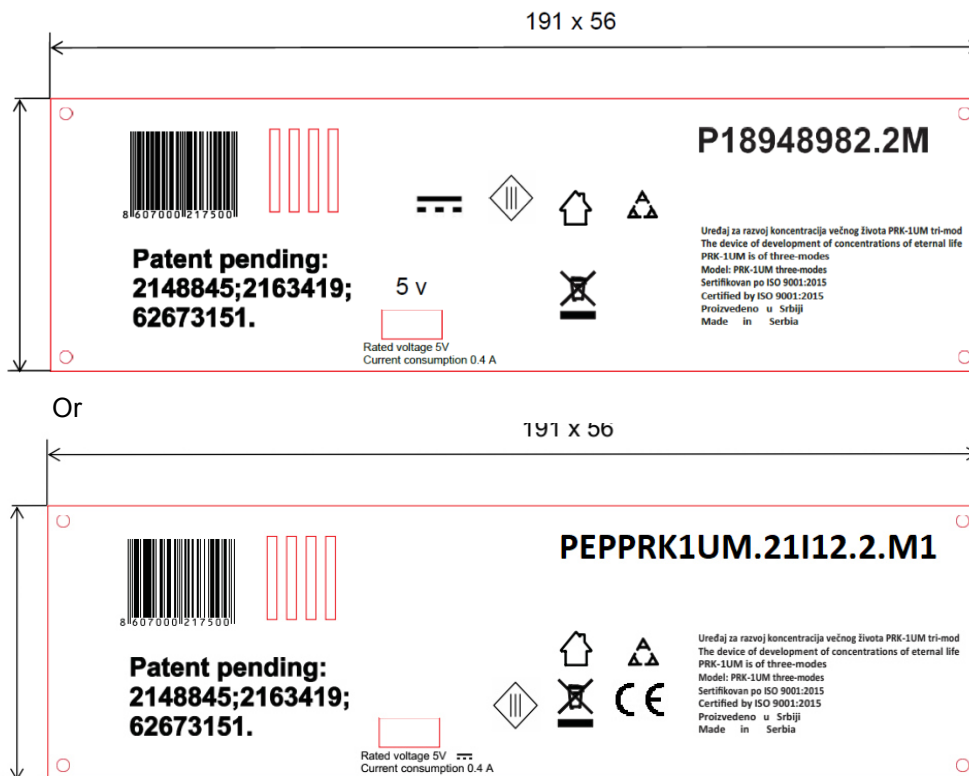 191 x 56
P18948982.2M
8 607000 217500
Patent pending:
2148845;2163419;
62673151.
5 v
Rated voltage 5V
Current consumption 0.4 A
Uređaj za razvoj koncentracija večnog života PRK-1UM tri-mod
The device of development of concentrations of eternal life
PRK-1UM is of three-modes
Model: PRK-1UM three-modes
Sertifikovan po ISO 9001:2015
Certified by ISO 9001:2015
Proizvedeno u Srbiji
Made in Serbia
Or
191 x 56
PEPPRK1UM.21I12.2.M1
8 607000 217500
Patent pending:
2148845;2163419;
62673151.
Rated voltage 5V
Current consumption 0.4 A
CE
Uređaj za razvoj koncentracija večnog života PRK-1UM tri-mod
The device of development of concentrations of eternal life
PRK-1UM is of three-modes
Model: PRK-1UM three-modes
Sertifikovan po ISO 9001:2015
Certified by ISO 9001:2015
Proizvedeno u Srbiji
Made in Serbia